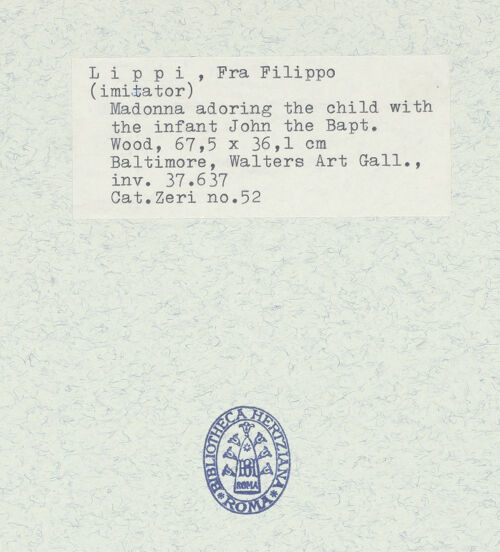 L i p p i , Fra Filippo
(imitator)
Madonna adoring the child with
the infant John the Bapt.
Wood, 67,5 x 36,1 cm
Baltimore, Walters Art Gall.,
inv. 37.637
Cat.Zeri no.52
BIBLIOTHECA HERTZIANA
BH
ROMA
* ROMA *